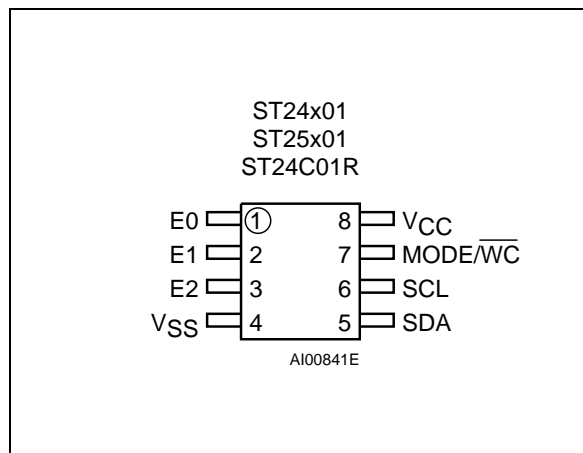 ST24x01
ST25x01
ST24C01R
E0 1 8 VCC
E1 2 7 MODE/W̅C̅
E2 3 6 SCL
VSS 4 5 SDA
AI00841E